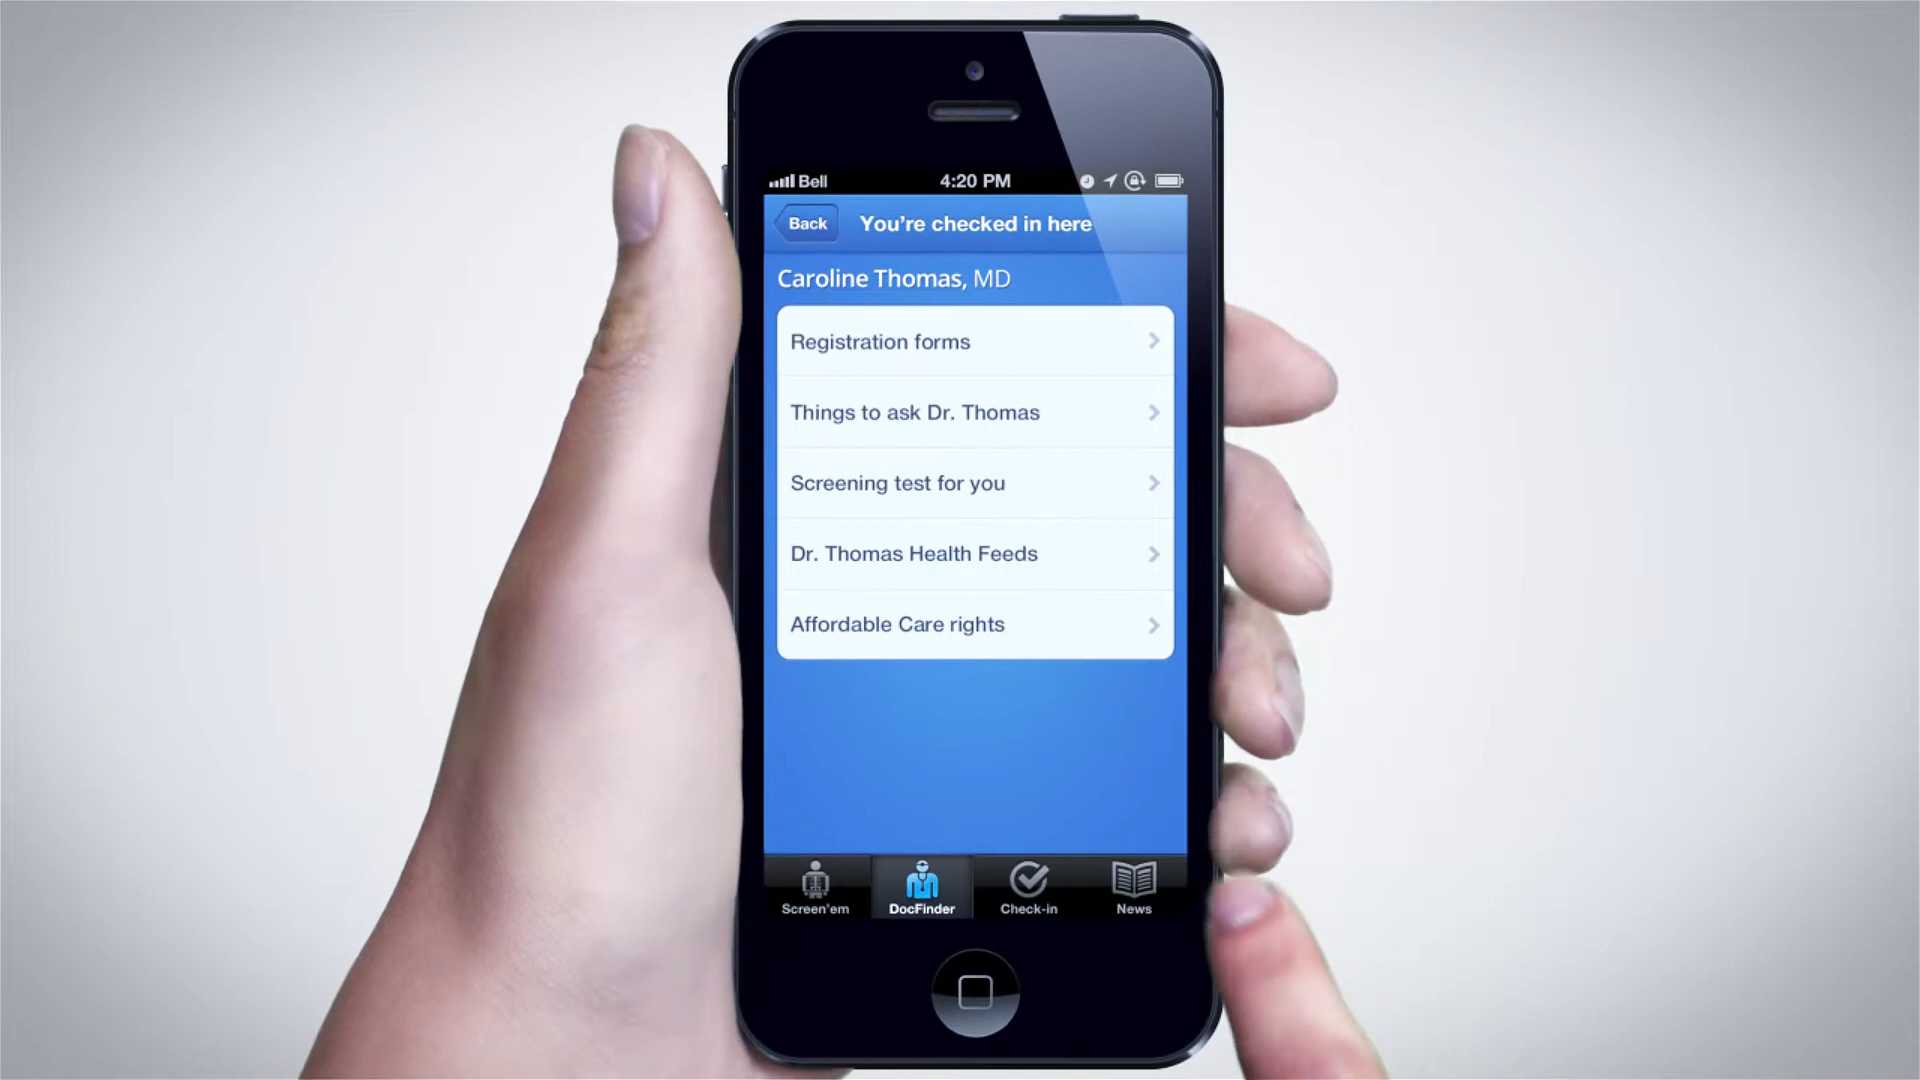 Bell 4:20 PM
Back You're checked in here
Caroline Thomas, MD
Registration forms
Things to ask Dr. Thomas
Screening test for you
Dr. Thomas Health Feeds
Affordable Care rights
Screen'em DocFinder Check-in News